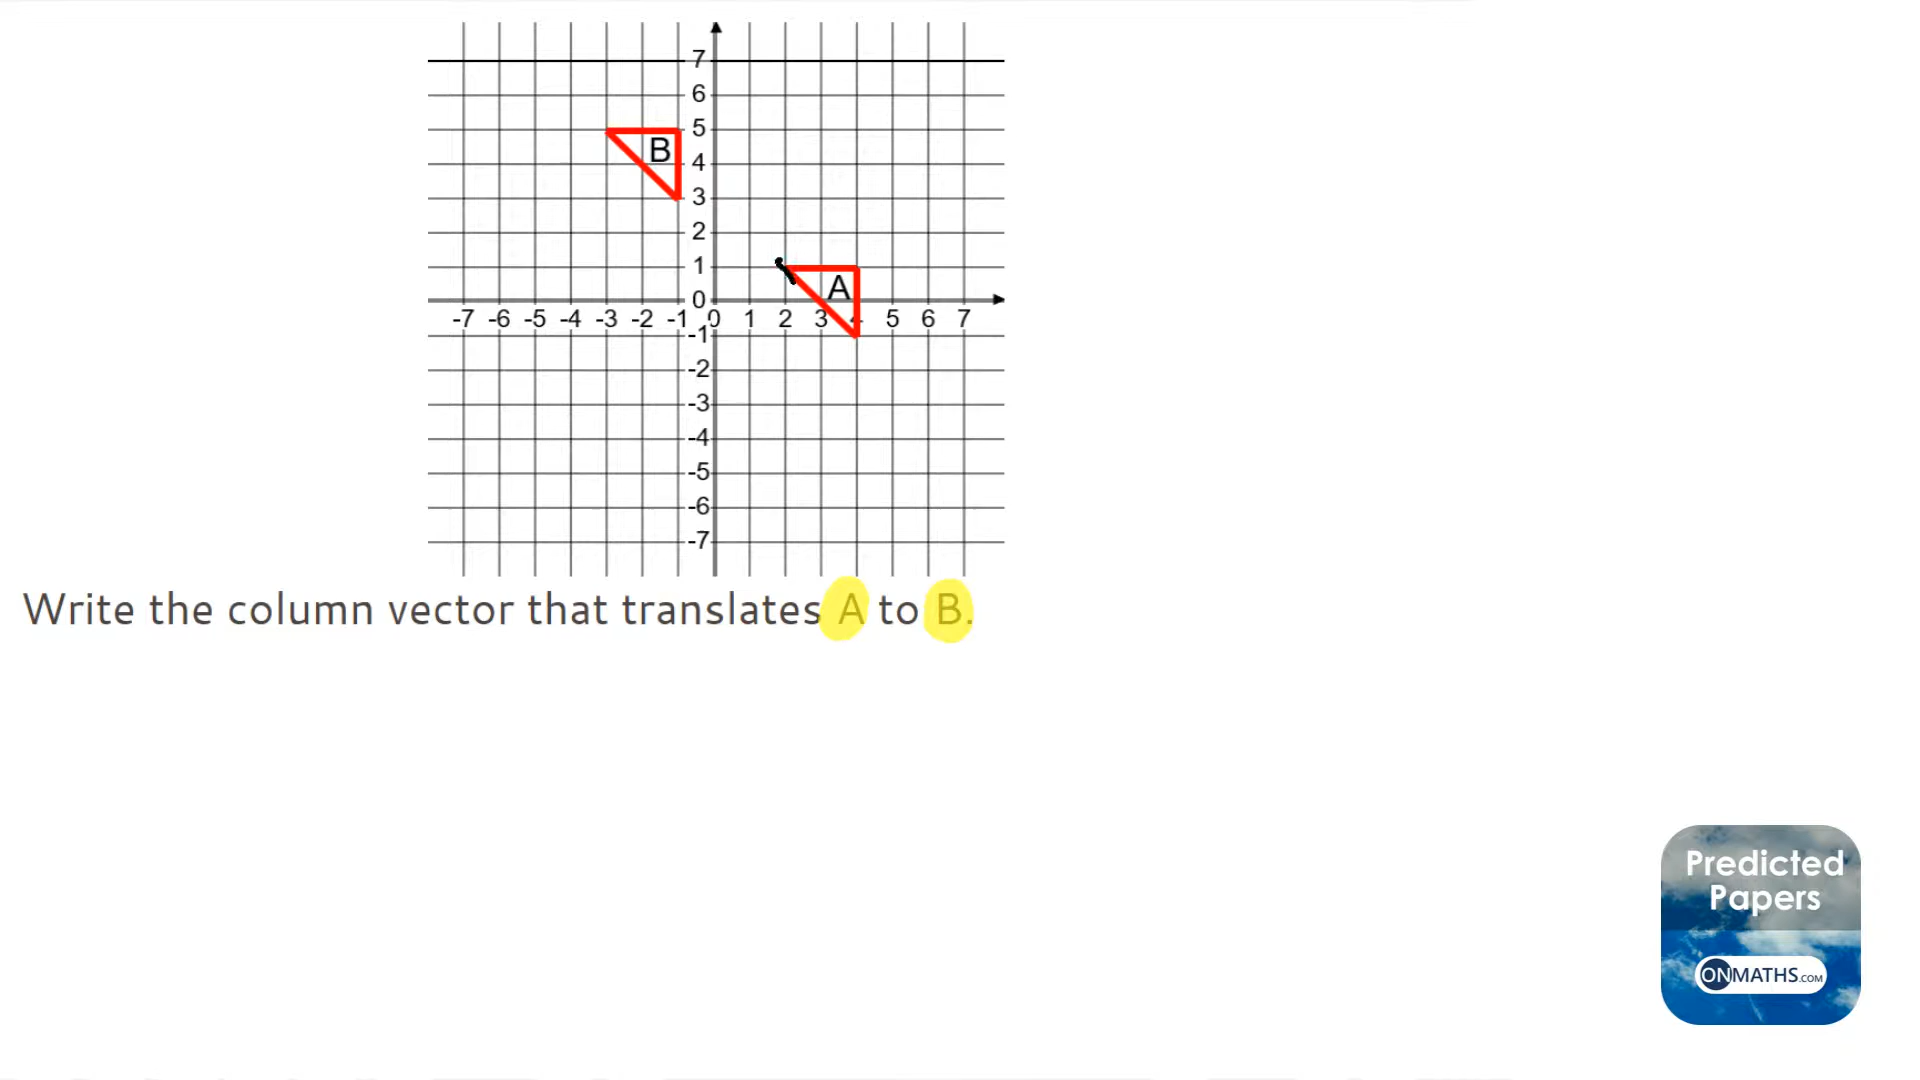 7
6
5
B
4
3
2
1
A
0
-7 -6 -5 -4 -3 -2 -1 0 1 2 3 4 5 6 7
-1
-2
-3
-4
-5
-6
-7
Write the column vector that translates A to B.
Predicted
Papers
ONMATHS.COM